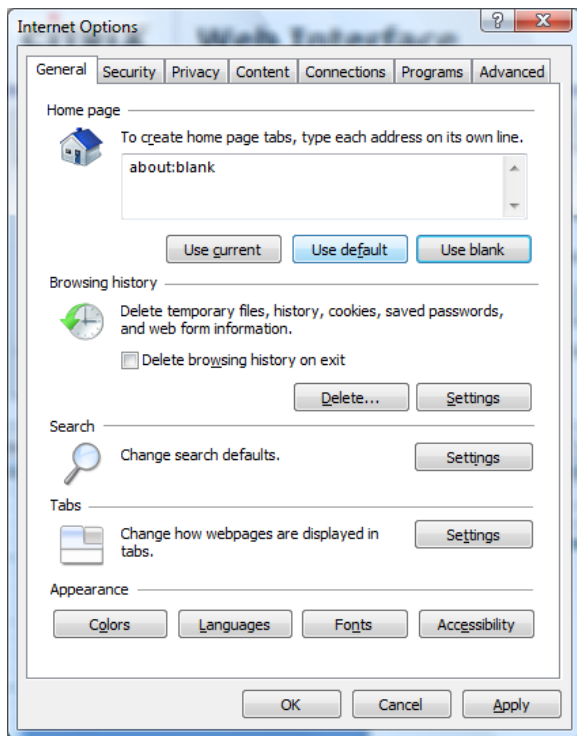 Internet Options
Web Interface
General Security Privacy Content Connections Programs Advanced
Home page
To create home page tabs, type each address on its own line.
about:blank
Use current Use default Use blank
Browsing history
Delete temporary files, history, cookies, saved passwords,
and web form information.
Delete browsing history on exit
Delete... Settings
Search
Change search defaults.
Settings
Tabs
Change how webpages are displayed in
tabs.
Settings
Appearance
Colors Languages Fonts Accessibility
OK Cancel Apply